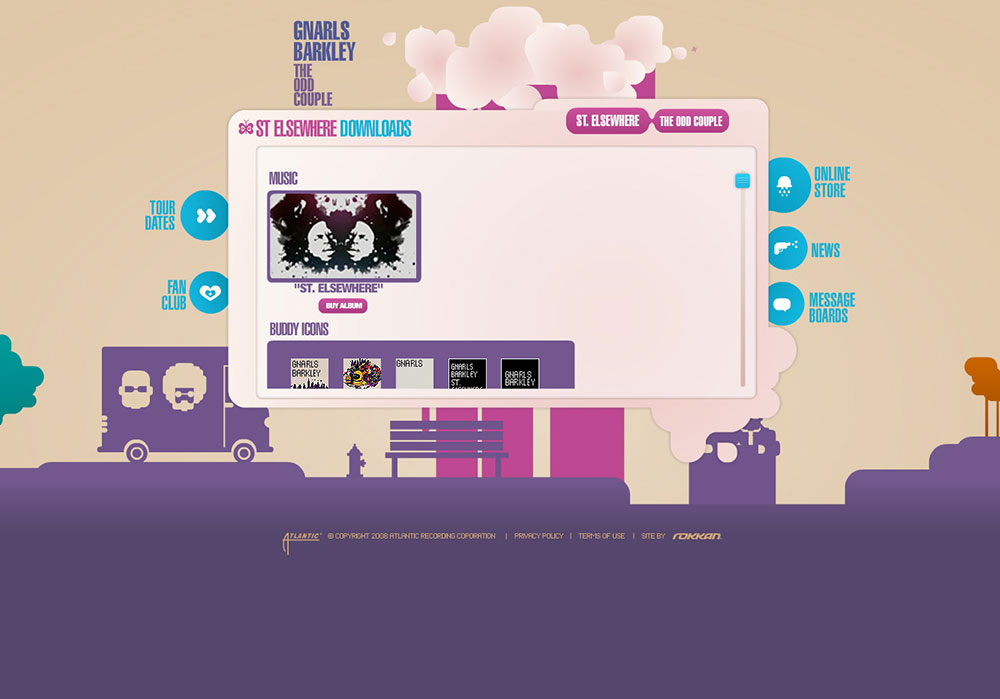 GNARLS
BARKLEY
THE
ODD
COUPLE
ST ELSEWHERE DOWNLOADS
ST. ELSEWHERE
THE ODD COUPLE
MUSIC
"ST. ELSEWHERE"
BUY ALBUM
BUDDY ICONS
GNARLS
BARKLEY
GNARLS
GNARLS
BARKLEY
ST.
GNARLS
BARKLEY
TOUR
DATES
FAN
CLUB
ONLINE
STORE
NEWS
MESSAGE
BOARDS
ATLANTIC © COPYRIGHT 2008 ATLANTIC RECORDING COPORATION | PRIVACY POLICY | TERMS OF USE | SITE BY ROKKAN